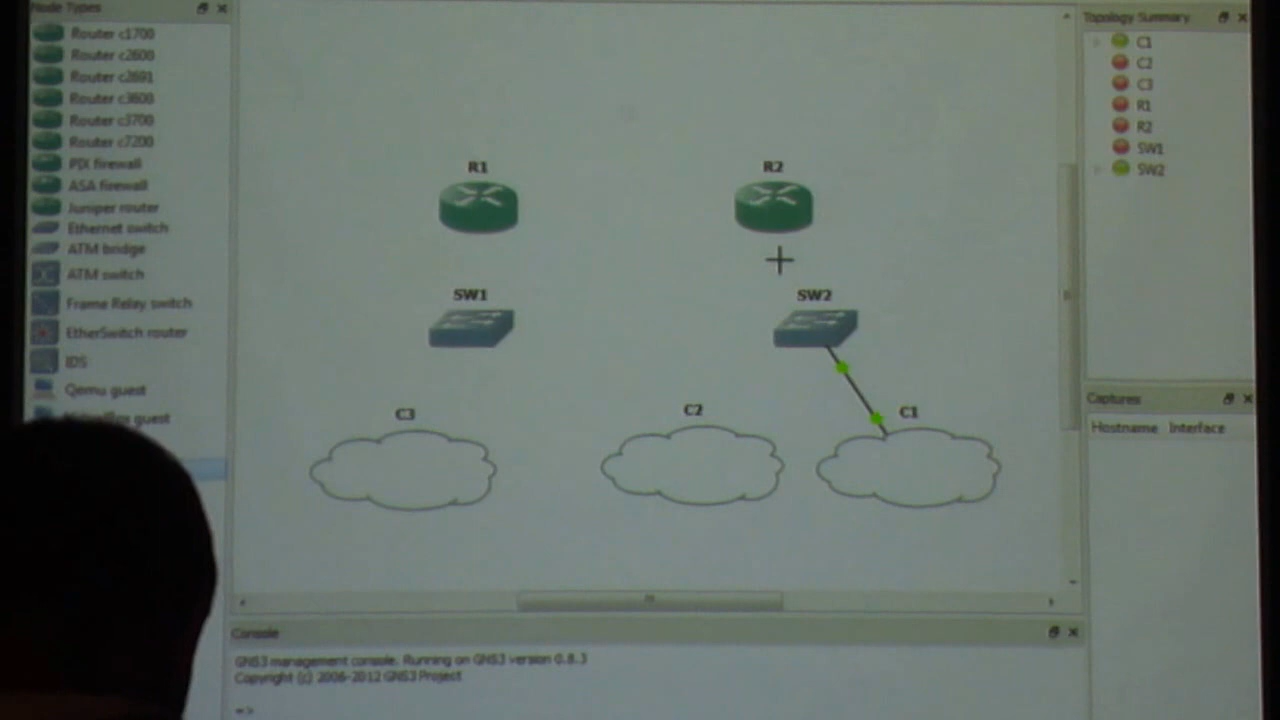 Node Types
Router c1700
Router c2600
Router c2691
Router c3600
Router c3700
Router c7200
PIX firewall
ASA firewall
Juniper router
Ethernet switch
ATM bridge
ATM switch
Frame Relay switch
EtherSwitch router
IDS
Qemu guest
guest
R1
R2
SW1
SW2
C3
C2
C1
Topology Summary
C1
C2
C3
R1
R2
SW1
SW2
Captures
Hostname Interface
Console
GNS3 management console. Running on GNS3 version 0.8.3
Copyright (c) 2006-2012 GNS3 Project
=>